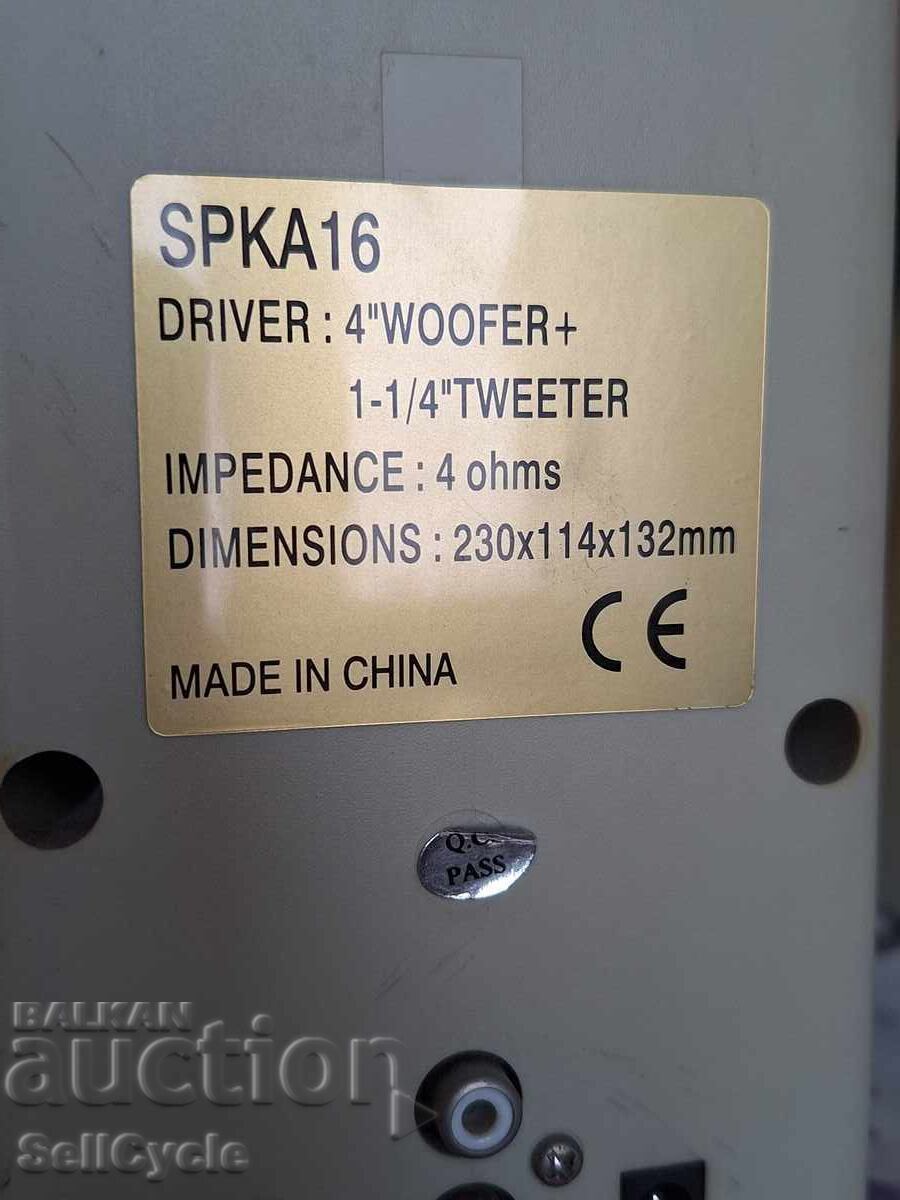 SPKA16
DRIVER : 4"WOOFER+
1-1/4"TWEETER
IMPEDANCE : 4 ohms
DIMENSIONS : 230x114x132mm
CE
MADE IN CHINA
Q.C.
PASS
BALKAN
auction
SellCycle